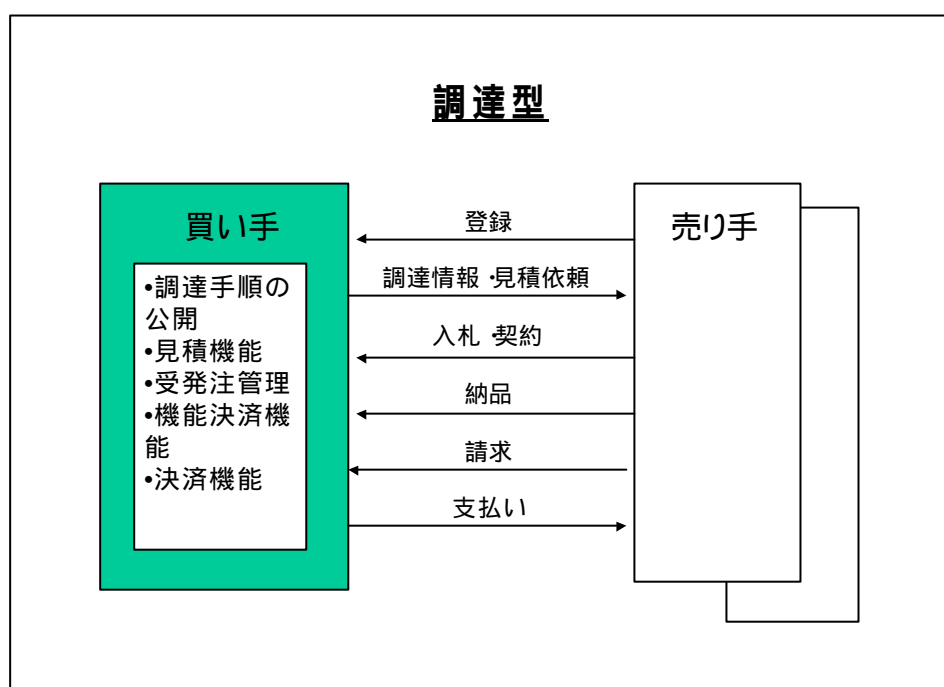 調達型
買い手
•調達手順の
公開
•見積機能
•受発注管理
•機能決済機
能
•決済機能
登録
調達情報・見積依頼
入札・契約
納品
請求
支払い
売り手